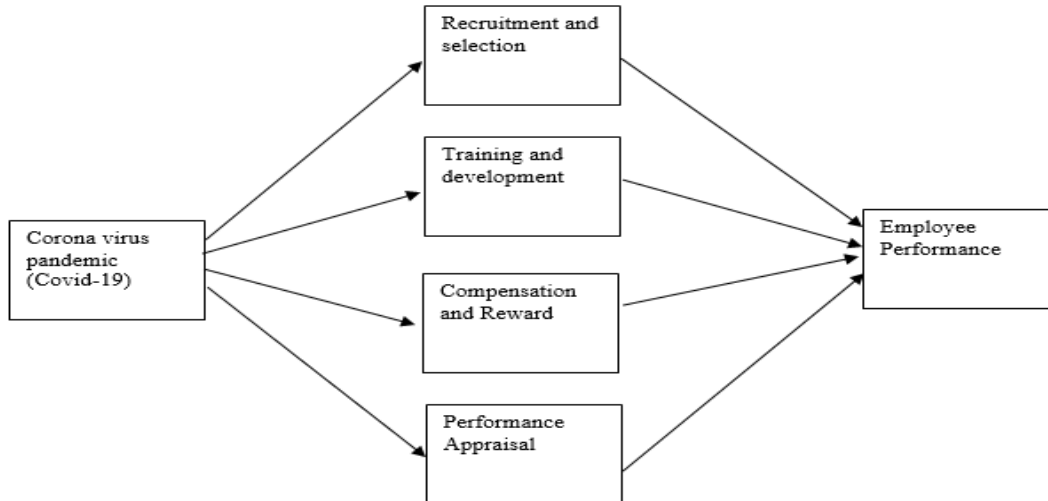 Recruitment and
selection
Training and
development
Corona virus
pandemic
(Covid-19)
Employee
Performance
Compensation
and Reward
Performance
Appraisal